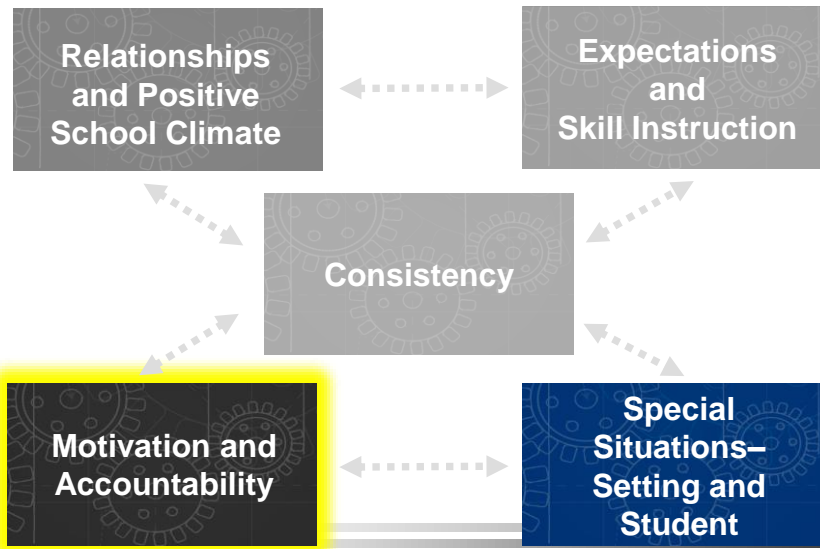 Relationships
and Positive
School Climate
Expectations
and
Skill Instruction
Consistency
Motivation and
Accountability
Special
Situations–
Setting and
Student